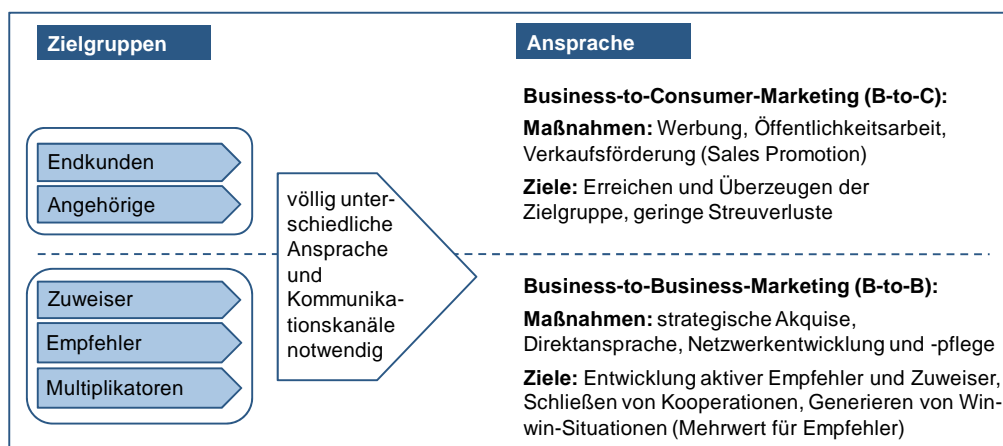 Zielgruppen
Ansprache
Endkunden
Angehörige
Zuweiser
Empfehler
Multiplikatoren
völlig unter-
schiedliche
Ansprache
und
Kommunika-
tionskanäle
notwendig
Business-to-Consumer-Marketing (B-to-C):
Maßnahmen: Werbung, Öffentlichkeitsarbeit,
Verkaufsförderung (Sales Promotion)
Ziele: Erreichen und Überzeugen der
Zielgruppe, geringe Streuverluste
Business-to-Business-Marketing (B-to-B):
Maßnahmen: strategische Akquise,
Direktansprache, Netzwerkentwicklung und -pflege
Ziele: Entwicklung aktiver Empfehler und Zuweiser,
Schließen von Kooperationen, Generieren von Win-
win-Situationen (Mehrwert für Empfehler)